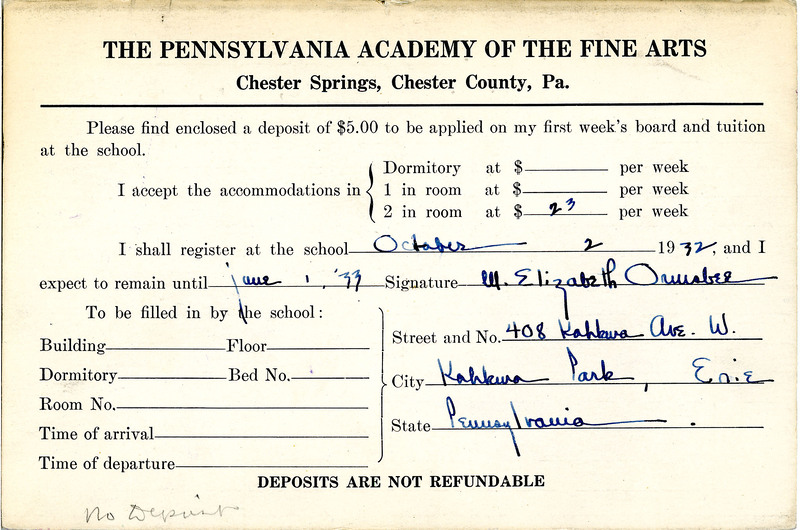 THE PENNSYLVANIA ACADEMY OF THE FINE ARTS
Chester Springs, Chester County, Pa.
Please find enclosed a deposit of $5.00 to be applied on my first week's board and tuition
at the school.
I accept the accommodations in
Dormitory at $ per week
1 in room at $ per week
2 in room at $ 23 per week
I shall register at the school October 2 1932, and I
expect to remain until june 1, '33 Signature M. Elizabeth Ormsbee
To be filled in by the school:
Building Floor
Dormitory Bed No.
Room No.
Time of arrival
Time of departure
Street and No. 408 Kahkwa Ave. W.
City Kahkwa Park, Erie
State Pennsylvania.
DEPOSITS ARE NOT REFUNDABLE
No Deposit